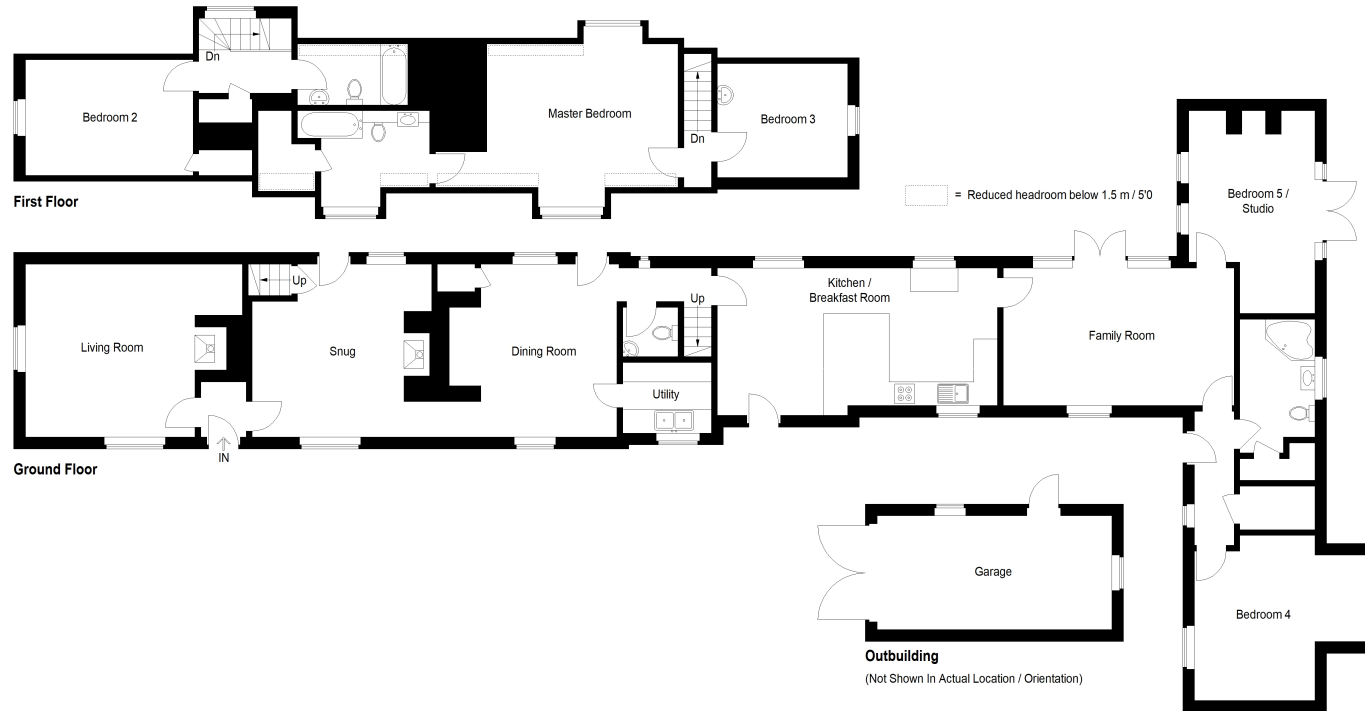 Dn
Bedroom 2
Master Bedroom
Dn
Bedroom 3
First Floor
= Reduced headroom below 1.5 m / 5'0
Bedroom 5 /
Studio
Living Room
Up
Snug
Dining Room
Up
Utility
Kitchen /
Breakfast Room
Family Room
IN
Ground Floor
Garage
Bedroom 4
Outbuilding
(Not Shown In Actual Location / Orientation)